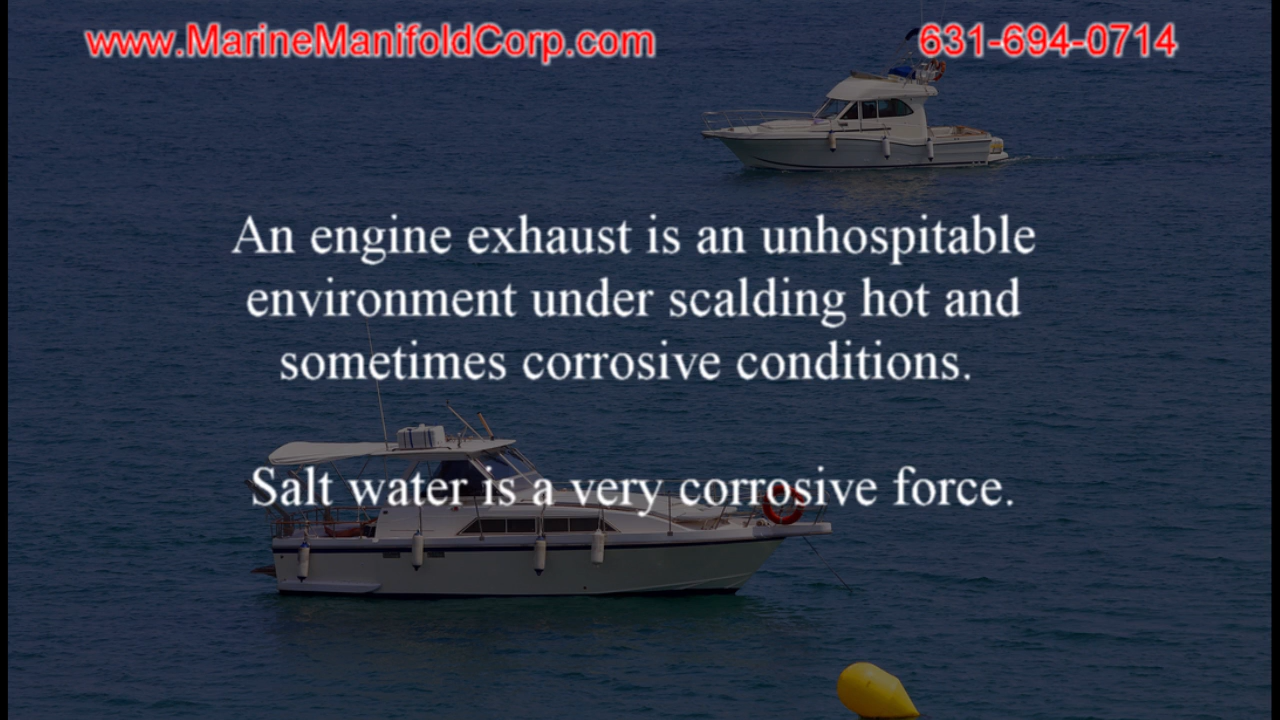 www.MarineManifoldCorp.com 631-694-0714
An engine exhaust is an unhospitable
environment under scalding hot and
sometimes corrosive conditions.
Salt water is a very corrosive force.